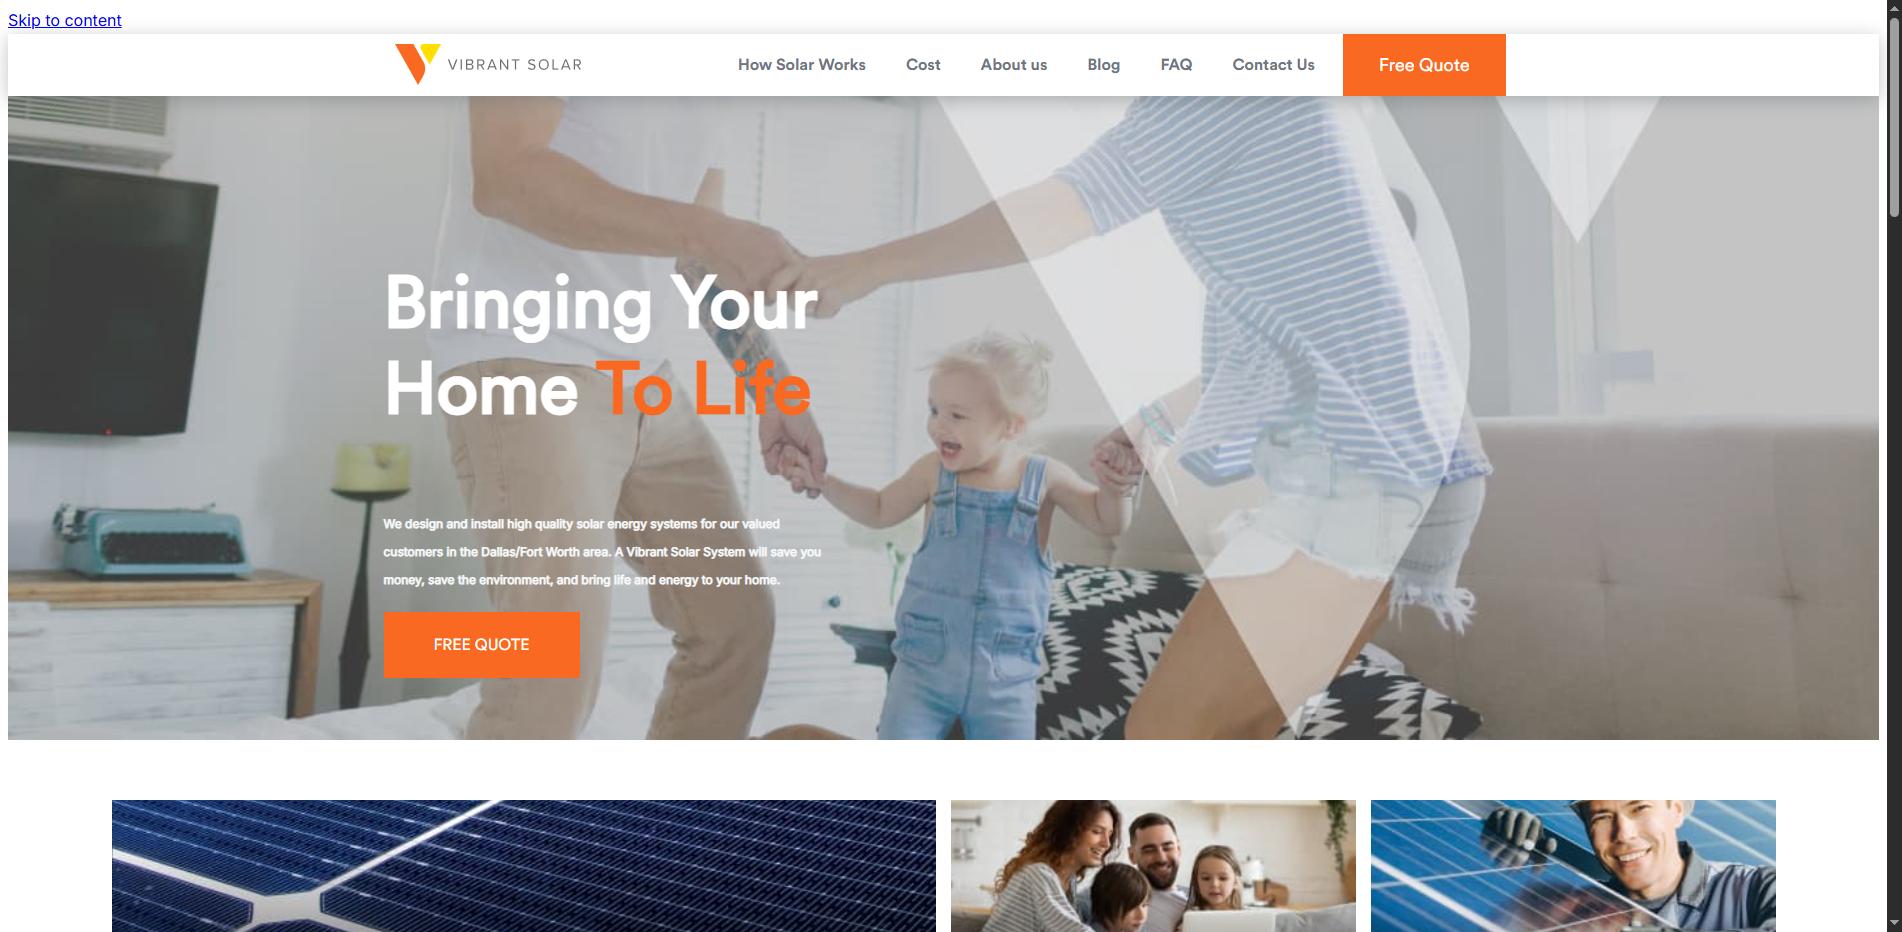 Skip to content
VIBRANT SOLAR
How Solar Works
Cost
About us
Blog
FAQ
Contact Us
Free Quote
Bringing Your
Home To Life
We design and install high quality solar energy systems for our valued
customers in the Dallas/Fort Worth area. A Vibrant Solar System will save you
money, save the environment, and bring life and energy to your home.
FREE QUOTE